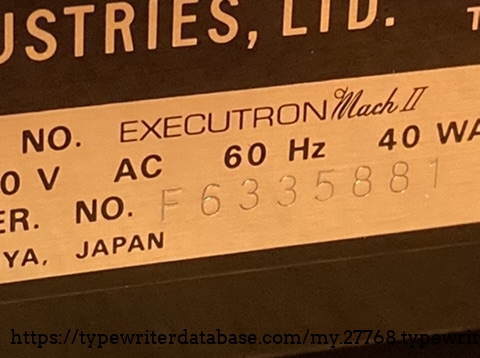 USTRIES, LTD.
NO. EXECUTRON Mach II
0 V AC 60 Hz 40 WA
ER. NO. F6335881
YA, JAPAN
https://typewriterdatabase.com/my.27768.typewrit